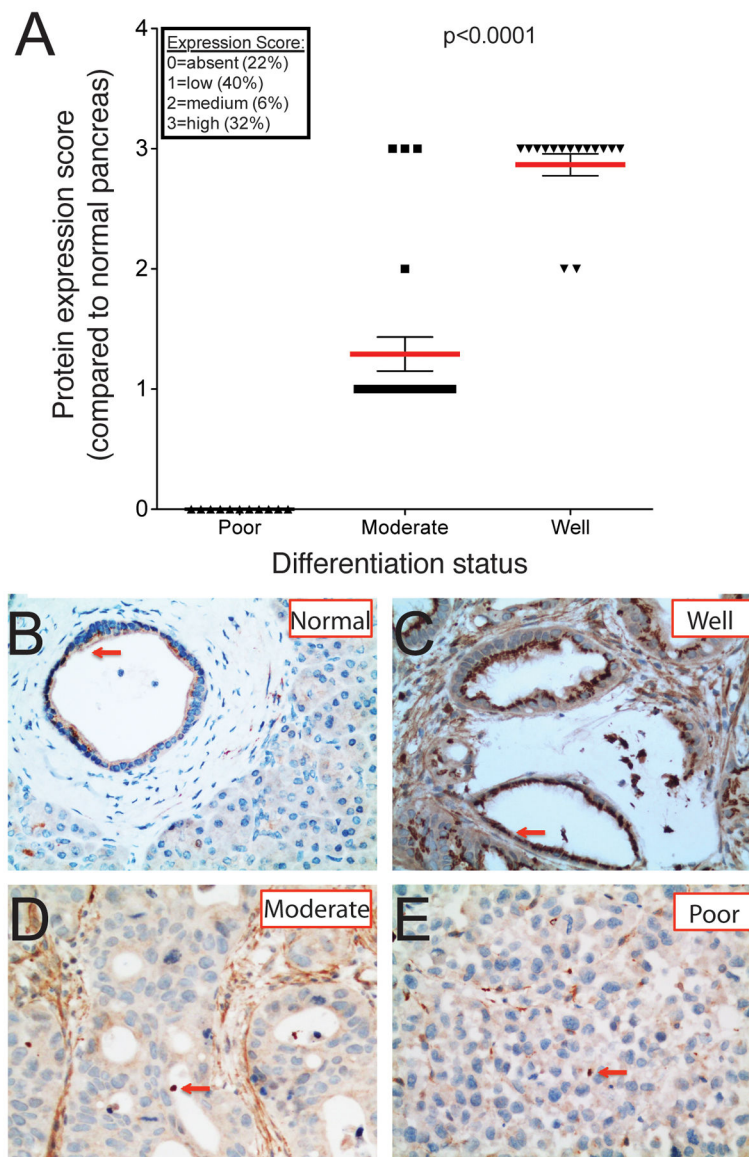 A
Expression Score:
0=absent (22%)
1=low (40%)
2=medium (6%)
3=high (32%)
p<0.0001
Protein expression score
(compared to normal pancreas)
4
3
2
1
0
Poor
Moderate
Well
Differentiation status
B
Normal
C
Well
D
Moderate
E
Poor